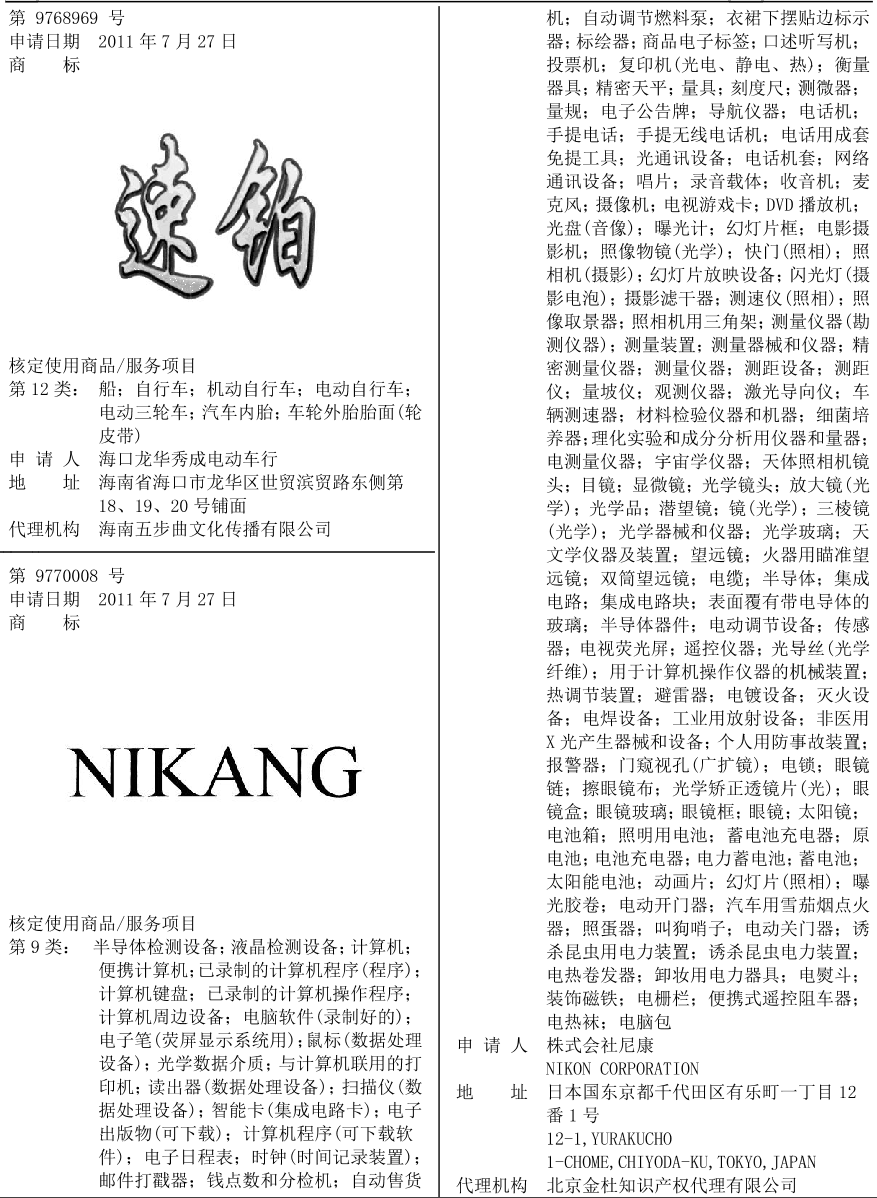 第 9768969 号
申请日期 2011 年 7 月 27 日
商 标
速铂
核定使用商品/服务项目
第 12 类: 船; 自行车; 机动自行车; 电动自行车;
电动三轮车; 汽车内胎; 车轮外胎胎面(轮
皮带)
申 请 人 海口龙华秀成电动车行
地 址 海南省海口市龙华区世贸滨贸路东侧第
18、19、20 号铺面
代理机构 海南五步曲文化传播有限公司
第 9770008 号
申请日期 2011 年 7 月 27 日
商 标
NIKANG
核定使用商品/服务项目
第 9 类: 半导体检测设备; 液晶检测设备; 计算机;
便携计算机; 已录制的计算机程序(程序);
计算机键盘; 已录制的计算机操作程序;
计算机周边设备; 电脑软件(录制好的);
电子笔(荧屏显示系统用); 鼠标(数据处理
设备); 光学数据介质; 与计算机联用的打
印机; 读出器(数据处理设备); 扫描仪(数
据处理设备); 智能卡(集成电路卡); 电子
出版物(可下载); 计算机程序(可下载软
件); 电子日程表; 时钟(时间记录装置);
邮件打戳器; 钱点数和分检机; 自动售货
机; 自动调节燃料泵; 衣裙下摆贴边标示
器; 标绘器; 商品电子标签; 口述听写机;
投票机; 复印机(光电、静电、热); 衡量
器具; 精密天平; 量具; 刻度尺; 测微器;
量规; 电子公告牌; 导航仪器; 电话机;
手提电话; 手提无线电话机; 电话用成套
免提工具; 光通讯设备; 电话机套; 网络
通讯设备; 唱片; 录音载体; 收音机; 麦
克风; 摄像机; 电视游戏卡; DVD 播放机;
光盘(音像); 曝光计; 幻灯片框; 电影摄
影机; 照像物镜(光学); 快门(照相); 照
相机(摄影); 幻灯片放映设备; 闪光灯(摄
影电泡); 摄影滤干器; 测速仪(照相); 照
像取景器; 照相机用三角架; 测量仪器(勘
测仪器); 测量装置; 测量器械和仪器; 精
密测量仪器; 测量仪器; 测距设备; 测距
仪; 量坡仪; 观测仪器; 激光导向仪; 车
辆测速器; 材料检验仪器和机器; 细菌培
养器; 理化实验和成分分析用仪器和量器;
电测量仪器; 宇宙学仪器; 天体照相机镜
头; 目镜; 显微镜; 光学镜头; 放大镜(光
学); 光学品; 潜望镜; 镜(光学); 三棱镜
(光学); 光学器械和仪器; 光学玻璃; 天
文学仪器及装置; 望远镜; 火器用瞄准望
远镜; 双筒望远镜; 电缆; 半导体; 集成
电路; 集成电路块; 表面覆有带电导体的
玻璃; 半导体器件; 电动调节设备; 传感
器; 电视荧光屏; 遥控仪器; 光导丝(光学
纤维); 用于计算机操作仪器的机械装置;
热调节装置; 避雷器; 电镀设备; 灭火设
备; 电焊设备; 工业用放射设备; 非医用
X 光产生器械和设备; 个人用防事故装置;
报警器; 门窥视孔(广扩镜); 电锁; 眼镜
链; 擦眼镜布; 光学矫正透镜片(光); 眼
镜盒; 眼镜玻璃; 眼镜框; 眼镜; 太阳镜;
电池箱; 照明用电池; 蓄电池充电器; 原
电池; 电池充电器; 电力蓄电池; 蓄电池;
太阳能电池; 动画片; 幻灯片(照相); 曝
光胶卷; 电动开门器; 汽车用雪茄烟点火
器; 照蛋器; 叫狗哨子; 电动关门器; 诱
杀昆虫用电力装置; 诱杀昆虫电力装置;
电热卷发器; 卸妆用电力器具; 电熨斗;
装饰磁铁; 电栅栏; 便携式遥控阻车器;
电热袜; 电脑包
申 请 人 株式会社尼康
NIKON CORPORATION
地 址 日本国东京都千代田区有乐町一丁目 12
番 1 号
12-1,YURAKUCHO
1-CHOME,CHIYODA-KU,TOKYO,JAPAN
代理机构 北京金杜知识产权代理有限公司